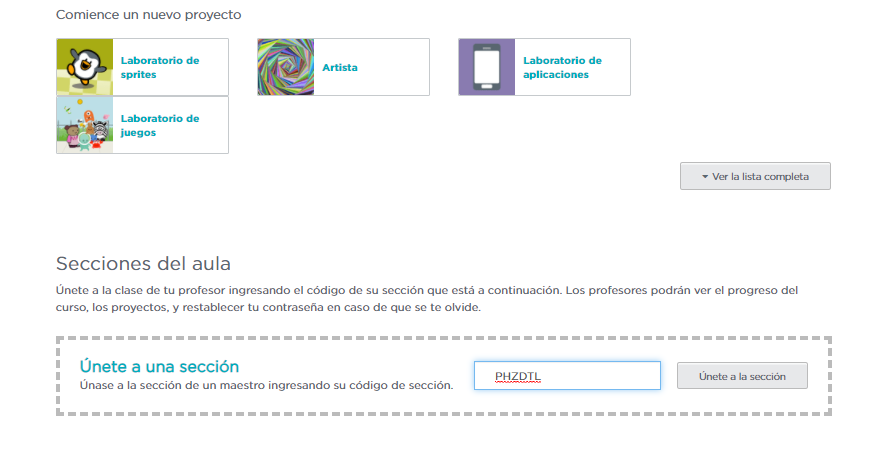 Comience un nuevo proyecto
Laboratorio de
sprites
Artista
Laboratorio de
aplicaciones
Laboratorio de
juegos
Ver la lista completa
Secciones del aula
Únete a la clase de tu profesor ingresando el código de su sección que está a continuación. Los profesores podrán ver el progreso del
curso, los proyectos, y restablecer tu contraseña en caso de que se te olvide.
Únete a una sección
Únase a la sección de un maestro ingresando su código de sección.
PHZDTL
Únete a la sección